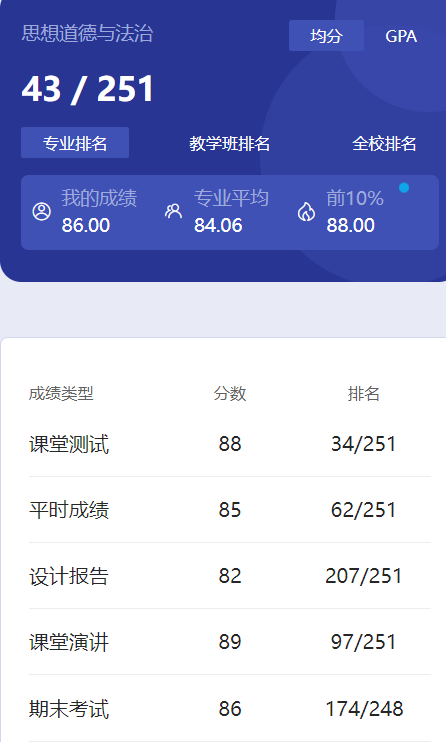 思想道德与法治 均分 GPA
43 / 251
专业排名 教学班排名 全校排名
我的成绩 专业平均 前10%
86.00 84.06 88.00
成绩类型 分数 排名
课堂测试 88 34/251
平时成绩 85 62/251
设计报告 82 207/251
课堂演讲 89 97/251
期末考试 86 174/248